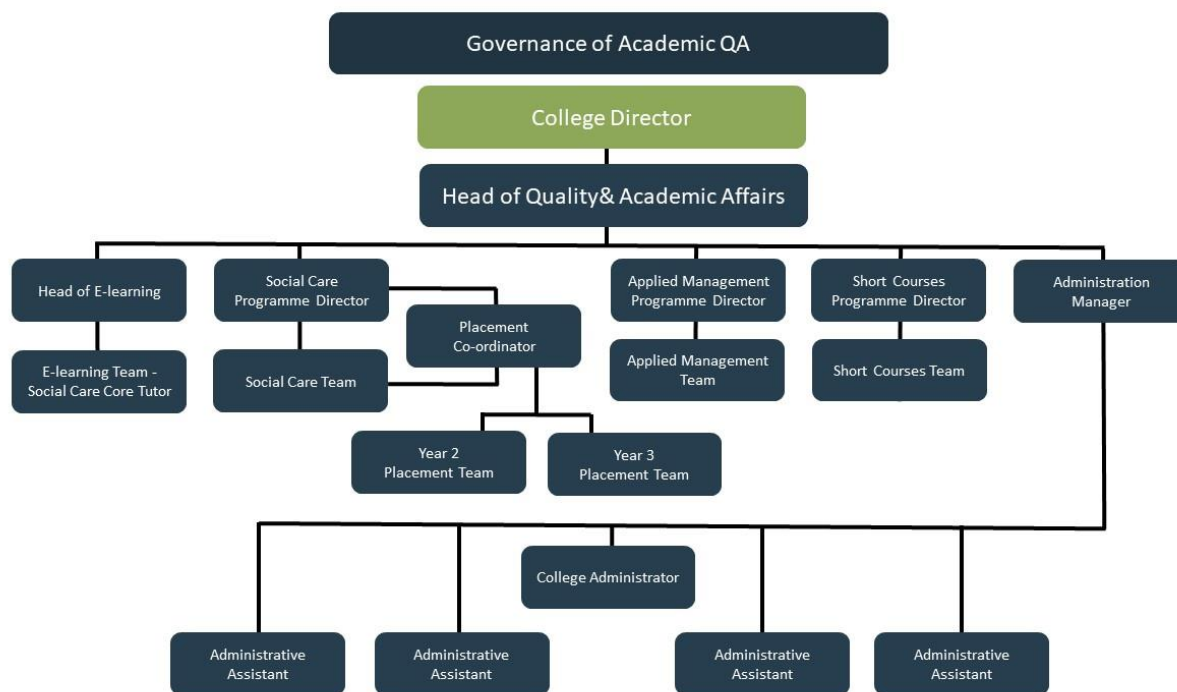 Governance of Academic QA
College Director
Head of Quality& Academic Affairs
Head of E-learning
Social Care
Programme Director
Applied Management
Programme Director
Short Courses
Programme Director
Administration
Manager
Placement
Co-ordinator
E-learning Team -
Social Care Core Tutor
Social Care Team
Applied Management
Team
Short Courses Team
Year 2
Placement Team
Year 3
Placement Team
College Administrator
Administrative
Assistant
Administrative
Assistant
Administrative
Assistant
Administrative
Assistant